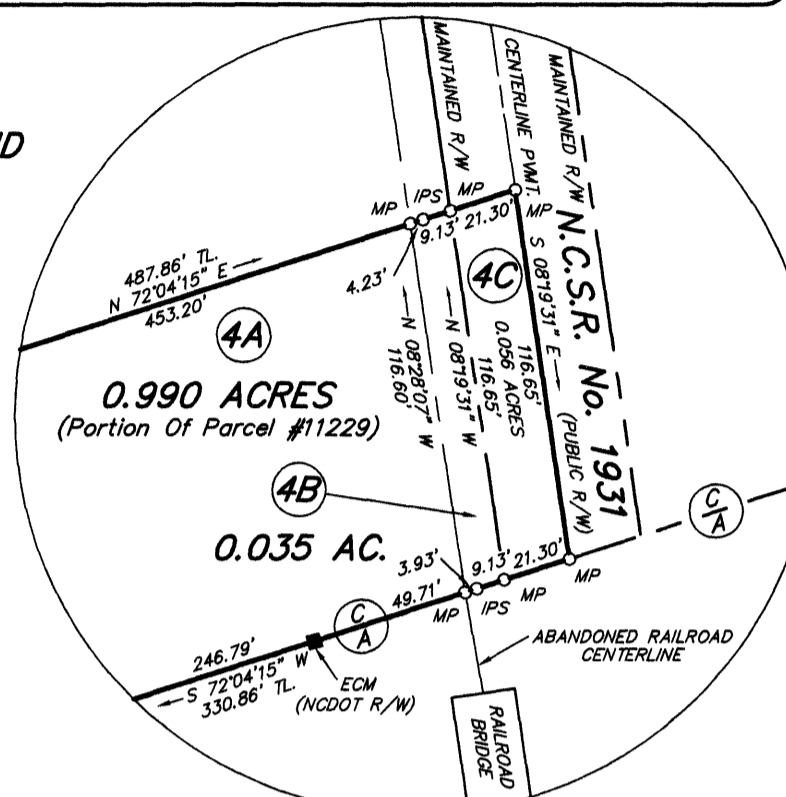 D
MAINTAINED R/W
CENTERLINE PVMT.
MAINTAINED R/W
N.C.S.R. No. 1931
(PUBLIC R/W)
MP
IPS
MP
MP
9.13'
21.30'
4.23'
487.86' TL.
N 72°04'15" E
453.20'
4A
0.990 ACRES
(Portion Of Parcel #11229)
4B
0.035 AC.
4C
S 08°19'31" E
116.65'
0.056 ACRES
N 08°19'31" W
116.65'
N 08°28'07" W
116.60'
C
A
3.93'
9.13'
21.30'
49.71'
MP
IPS
MP
MP
C
A
246.79'
S 72°04'15" W
330.86' TL.
ECM
(NCDOT R/W)
ABANDONED RAILROAD
CENTERLINE
RAILROAD
BRIDGE